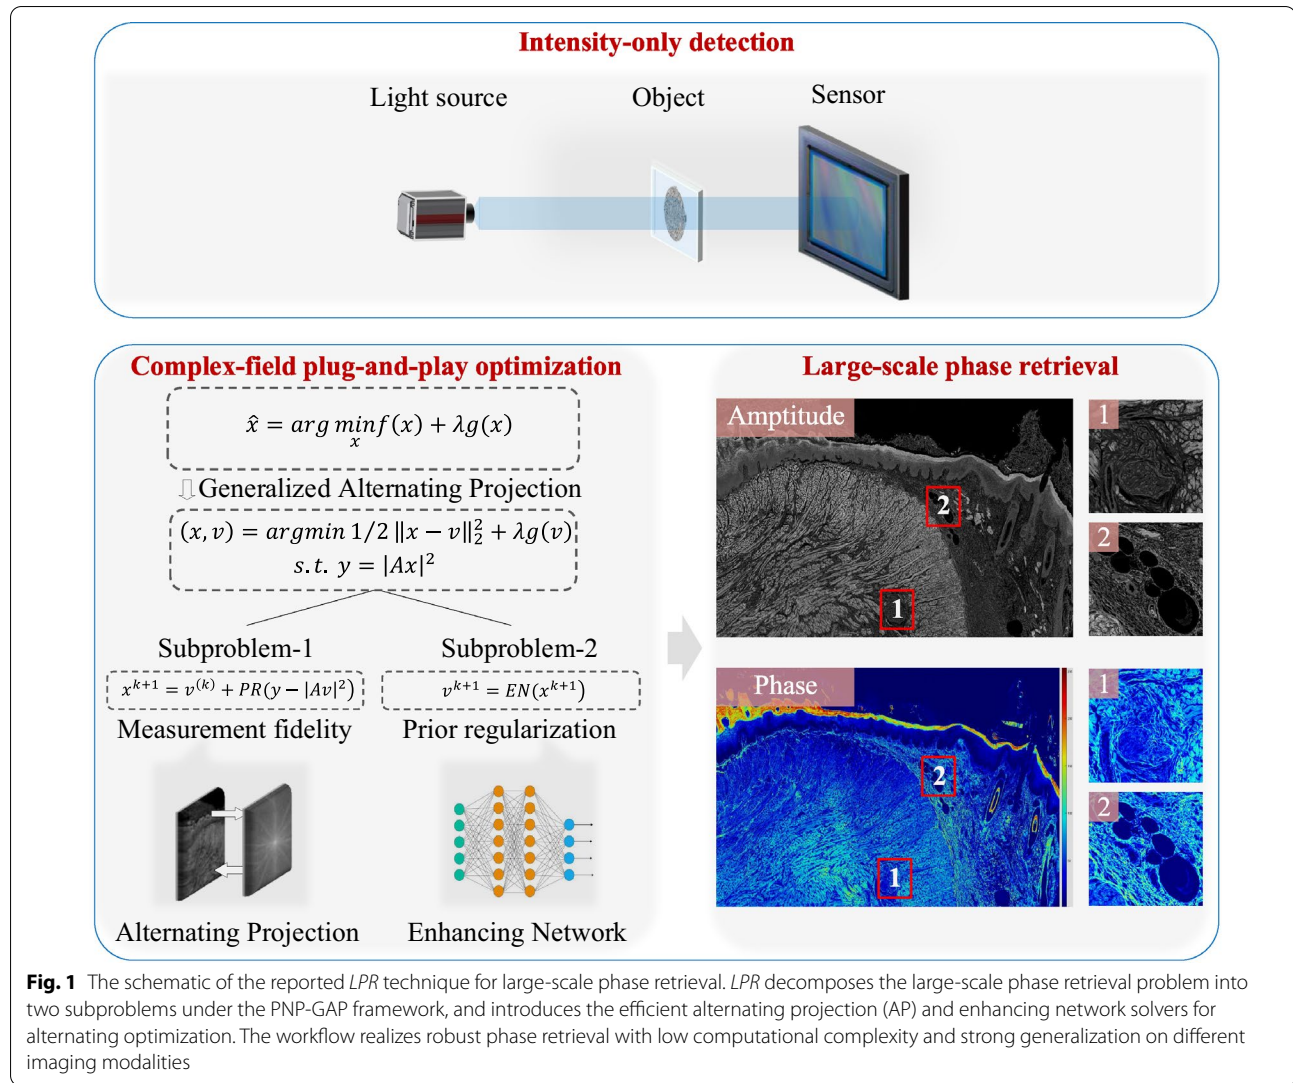 Intensity-only detection
Light source
Object
Sensor
Complex-field plug-and-play optimization
x̂ = arg min f(x) + λg(x)
x
Generalized Alternating Projection
(x, v) = argmin 1/2 ‖x − v‖₂² + λg(v)
s.t. y = |Ax|²
Subproblem-1
Subproblem-2
xᵏ⁺¹ = v⁽ᵏ⁾ + PR(y − |Av|²)
vᵏ⁺¹ = EN(xᵏ⁺¹)
Measurement fidelity
Prior regularization
Alternating Projection
Enhancing Network
Large-scale phase retrieval
Amptitude
2
1
1
2
Phase
2
1
1
2
Fig. 1 The schematic of the reported LPR technique for large-scale phase retrieval. LPR decomposes the large-scale phase retrieval problem into
two subproblems under the PNP-GAP framework, and introduces the efficient alternating projection (AP) and enhancing network solvers for
alternating optimization. The workflow realizes robust phase retrieval with low computational complexity and strong generalization on different
imaging modalities